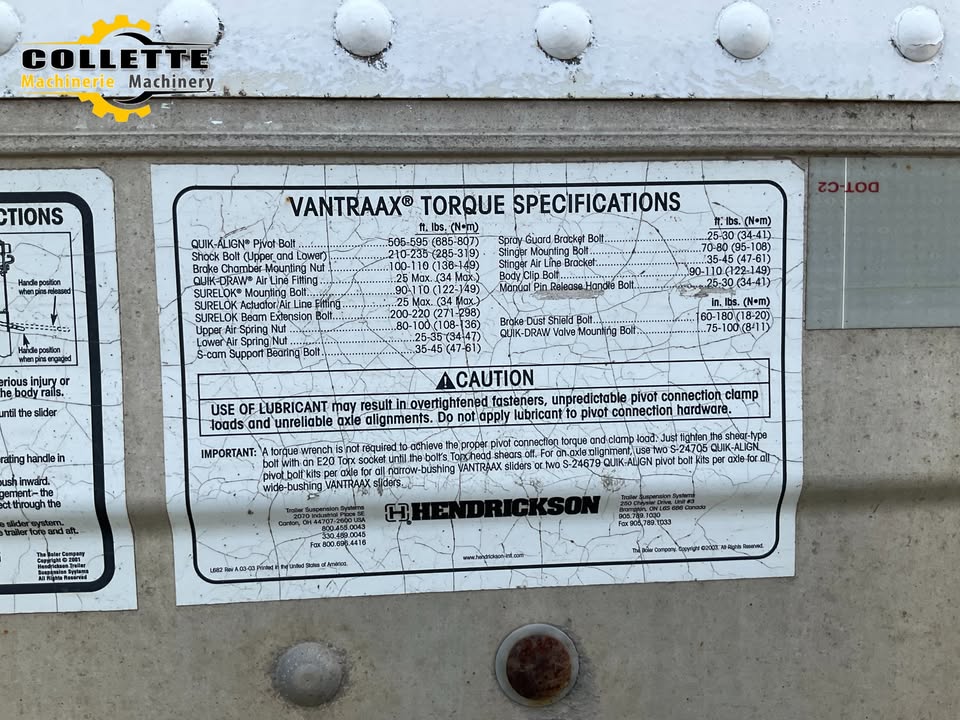 COLLETTE
Machinerie Machinery
CTIONS
Handle position
when pins released
Handle position
when pins engaged
erious injury or
he body rails.
until the slider
rating handle in
ush inward.
gement– the
ct through the
e slider system.
e trailer fore and aft.
The Boler Company
Copyright © 2001
Hendrickson Trailer
Suspension Systems
All Rights Reserved
VANTRAAX® TORQUE SPECIFICATIONS
ft. lbs. (N•m)
QUIK-ALIGN® Pivot Bolt 505-595 (685-807)
Shock Bolt (Upper and Lower) 210-235 (285-319)
Brake Chamber Mounting Nut 100-110 (136-149)
QUIK-DRAW® Air Line Fitting 25 Max. (34 Max.)
SURELOK® Mounting Bolt 90-110 (122-149)
SURELOK Actuator Air Line Fitting 25 Max. (34 Max.)
SURELOK Beam Extension Bolt 200-220 (271-298)
Upper Air Spring Nut 80-100 (108-136)
Lower Air Spring Nut 25-35 (34-47)
S-cam Support Bearing Bolt 35-45 (47-61)
ft. lbs. (N•m)
Spray Guard Bracket Bolt 25-30 (34-41)
Stinger Mounting Bolt 70-80 (95-108)
Stinger Air Line Bracket 35-45 (47-61)
Body Clip Bolt 90-110 (122-149)
Manual Pin Release Handle Bolt 25-30 (34-41)
in. lbs. (N•m)
Brake Dust Shield Bolt 160-180 (18-20)
QUIK-DRAW Valve Mounting Bolt 75-100 (8-11)
CAUTION
USE OF LUBRICANT may result in overtightened fasteners, unpredictable pivot connection clamp
loads and unreliable axle alignments. Do not apply lubricant to pivot connection hardware.
IMPORTANT: A torque wrench is not required to achieve the proper pivot connection torque and clamp load. Just tighten the shear-type
bolt with an E20 Torx socket until the bolt's Torx head shears off. For an axle alignment, use two S-24705 QUIK-ALIGN
pivot bolt kits per axle for all narrow-bushing VANTRAAX sliders or two S-24679 QUIK-ALIGN pivot bolt kits per axle for all
wide-bushing VANTRAAX sliders.
Trailer Suspension Systems
2070 Industrial Place SE
Canton, OH 44707-2600 USA
800.455.0043
330.489.0045
Fax 800.696.4416
HENDRICKSON
Trailer Suspension Systems
250 Chrysler Drive, Unit #3
Brampton, ON L6S 6B6 Canada
905.789.1030
Fax 905.789.1033
www.hendrickson-intl.com
L682 Rev A 03-03 Printed in the United States of America.
The Boler Company. Copyright ©2003. All Rights Reserved.
DOT-C2